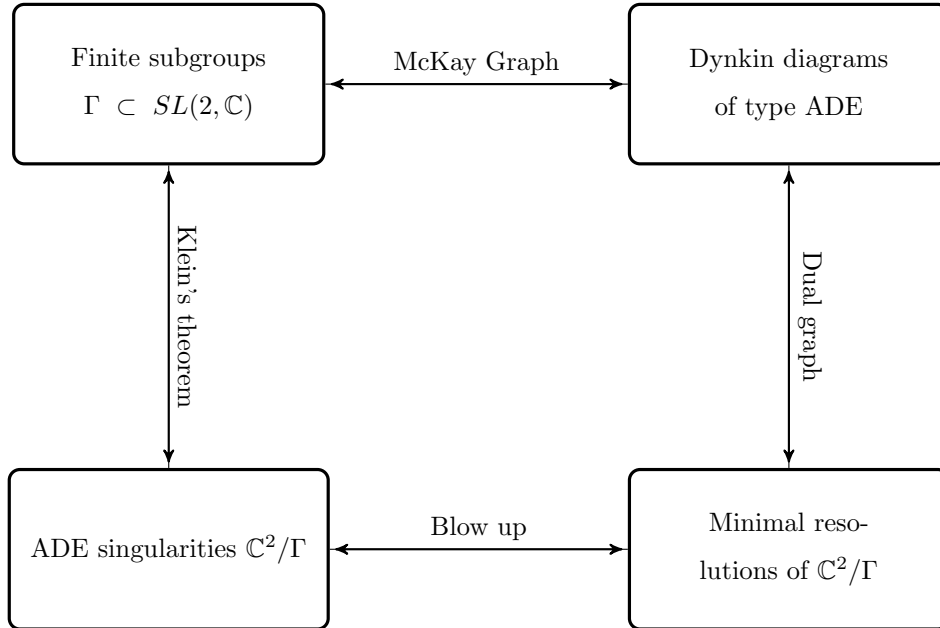 Finite subgroups
Γ ⊂ SL(2, ℂ)
McKay Graph
Dynkin diagrams
of type ADE
Klein's theorem
Dual graph
ADE singularities ℂ²/Γ
Blow up
Minimal reso-
lutions of ℂ²/Γ